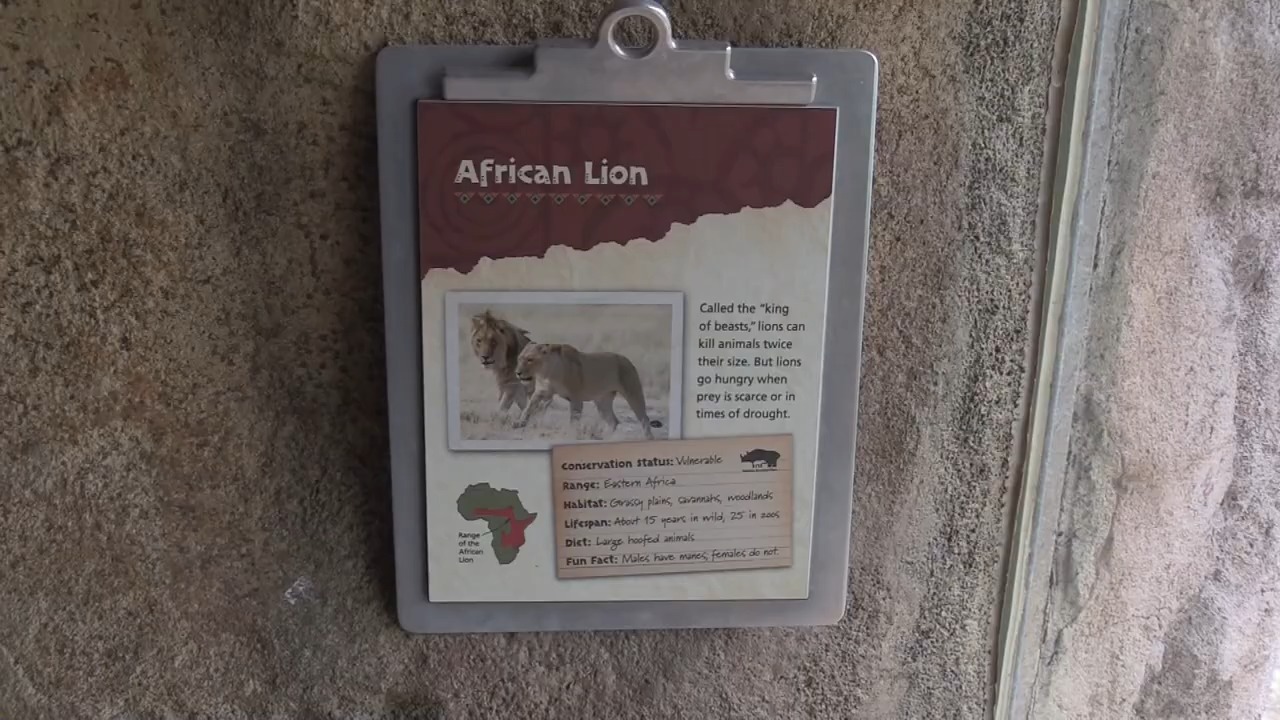 African Lion
Called the "king
of beasts," lions can
kill animals twice
their size. But lions
go hungry when
prey is scarce or in
times of drought.
Conservation Status: Vulnerable
Range: Eastern Africa
Habitat: Grassy plains, savannahs, woodlands
Lifespan: About 15 years in wild, 25 in zoos
Diet: Large hoofed animals
Fun Fact: Males have manes; females do not.
Range
of the
African
Lion